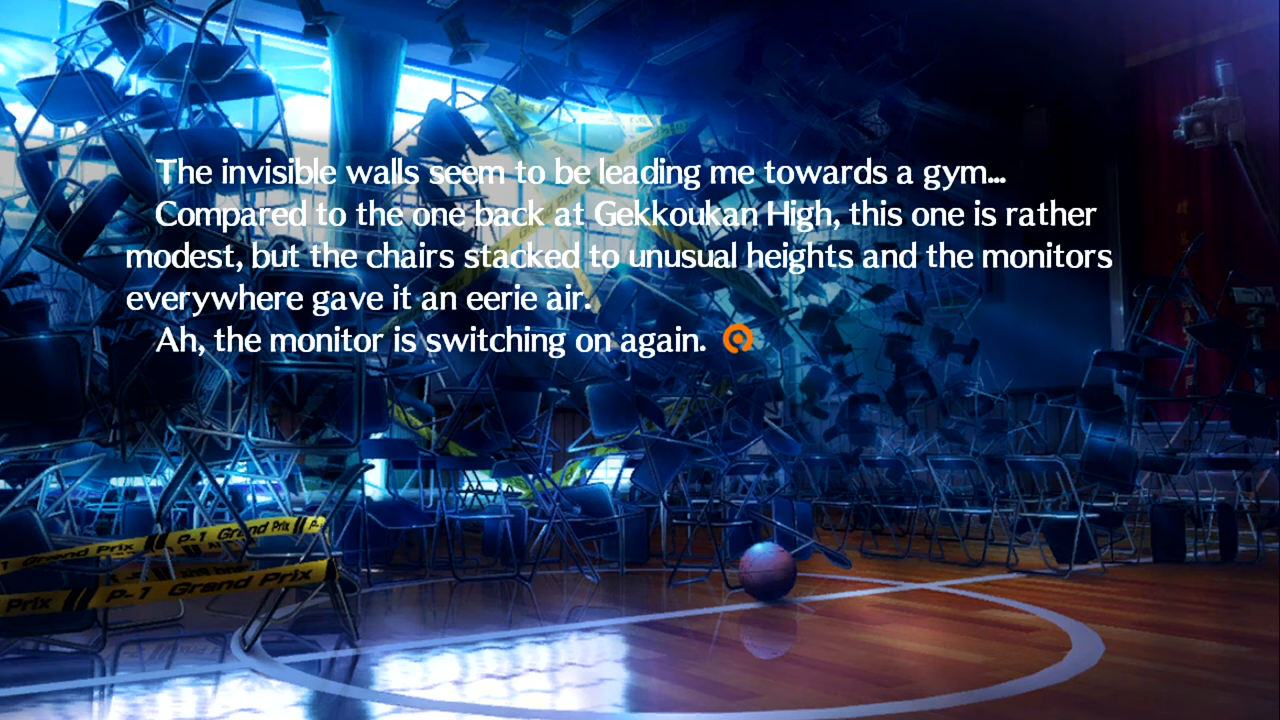 The invisible walls seem to be leading me towards a gym...
Compared to the one back at Gekkoukan High, this one is rather
modest, but the chairs stacked to unusual heights and the monitors
everywhere gave it an eerie air.
Ah, the monitor is switching on again.
Grand Prix
P-1 Grand Prix
P-
Prix
P-1 Grand Prix